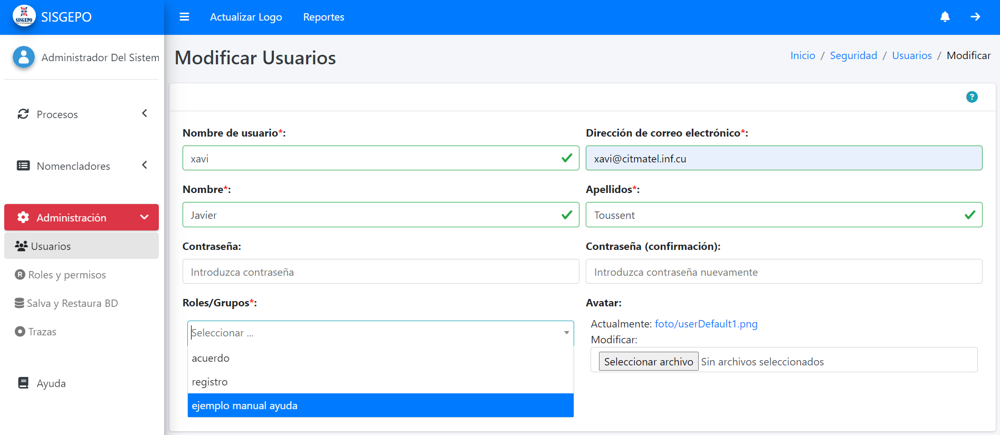 SISGEPO
SISGEPO
Actualizar Logo
Reportes
Administrador Del Sistem
Procesos
Nomencladores
Administración
Usuarios
R Roles y permisos
Salva y Restaura BD
Trazas
Ayuda
Modificar Usuarios
Inicio / Seguridad / Usuarios / Modificar
?
Nombre de usuario*:
xavi
Dirección de correo electrónico*:
xavi@citmatel.inf.cu
Nombre*:
Javier
Apellidos*:
Toussent
Contraseña:
Introduzca contraseña
Contraseña (confirmación):
Introduzca contraseña nuevamente
Roles/Grupos*:
Seleccionar ...
acuerdo
registro
ejemplo manual ayuda
Avatar:
Actualmente: foto/userDefault1.png
Modificar:
Seleccionar archivo Sin archivos seleccionados